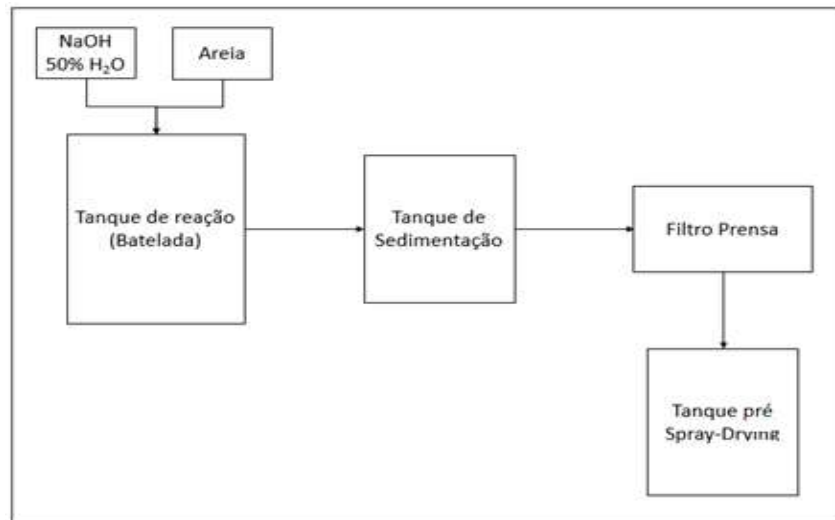 NaOH
50% H₂O
Areia
Tanque de reação
(Batelada)
Tanque de
Sedimentação
Filtro Prensa
Tanque pré
Spray-Drying